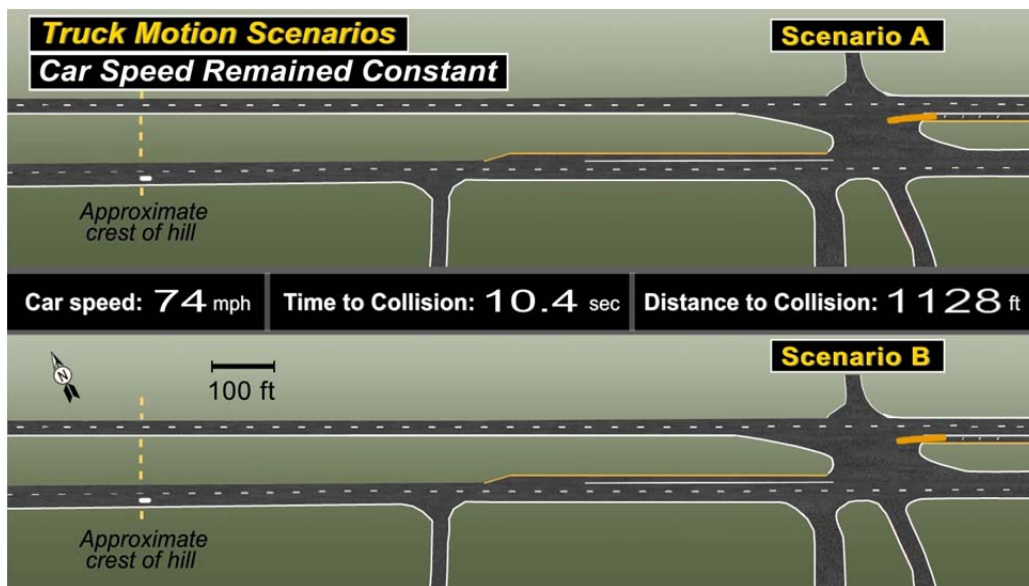 Truck Motion Scenarios
Car Speed Remained Constant
Scenario A
Approximate
crest of hill
Car speed: 74 mph
Time to Collision: 10.4 sec
Distance to Collision: 1128 ft
Scenario B
N
100 ft
Approximate
crest of hill